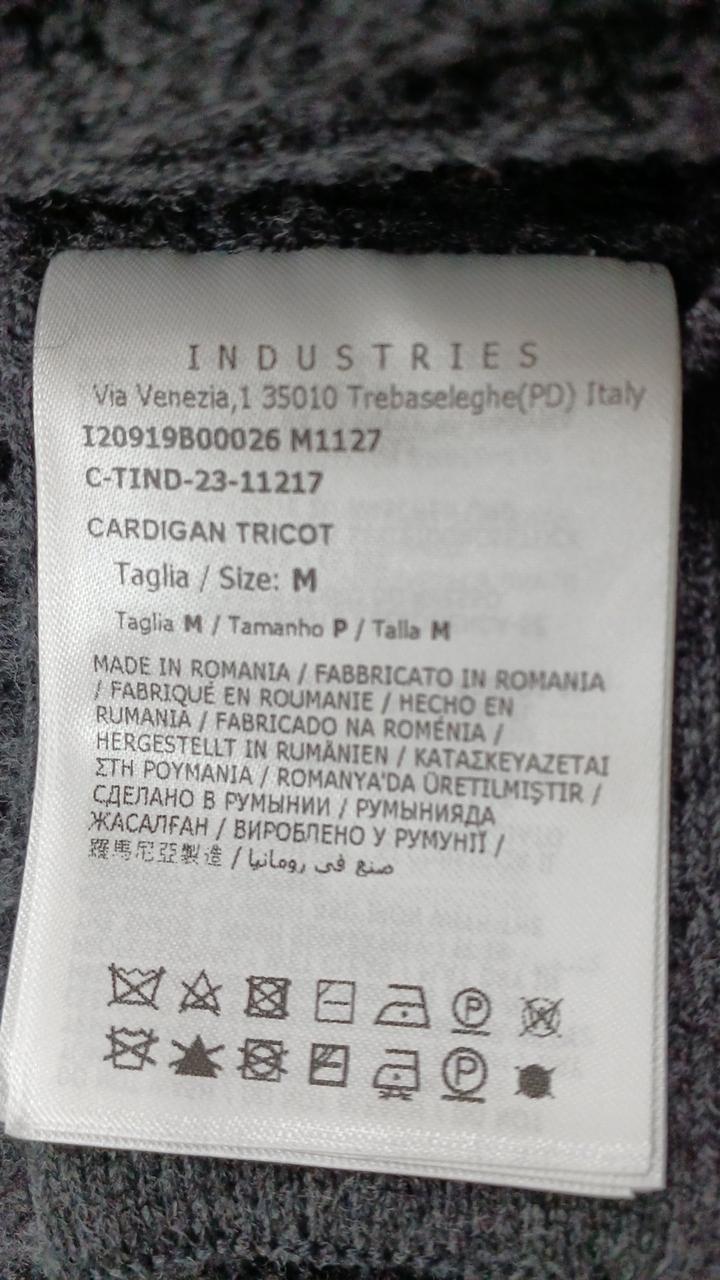 INDUSTRIES
Via Venezia,1 35010 Trebaseleghe(PD) Italy
I20919B00026 M1127
C-TIND-23-11217
CARDIGAN TRICOT
Taglia / Size: M
Taglia M / Tamanho P / Talla M
MADE IN ROMANIA / FABBRICATO IN ROMANIA
/ FABRIQUÉ EN ROUMANIE / HECHO EN
RUMANIA / FABRICADO NA ROMÉNIA /
HERGESTELLT IN RUMÄNIEN / ΚΑΤΑΣΚΕΥΑΖΕΤΑΙ
ΣΤΗ ΡΟΥΜΑΝΙΑ / ROMANYA'DA ÜRETILMIŞTIR /
СДЕЛАНО В РУМЫНИИ / РУМЫНИЯДА
ЖАСАЛҒАН / ВИРОБЛЕНО У РУМУНІЇ /
羅馬尼亞製造 / صنع في رومانيا
P
P